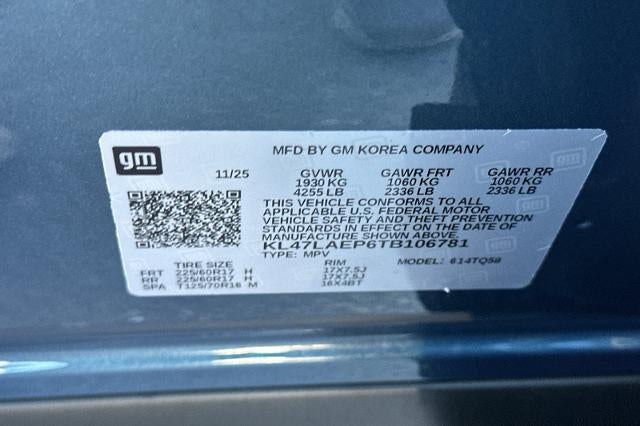 gm
MFD BY GM KOREA COMPANY
11/25 GVWR GAWR FRT GAWR RR
1930 KG 1060 KG 1060 KG
4255 LB 2336 LB 2336 LB
THIS VEHICLE CONFORMS TO ALL
APPLICABLE U.S. FEDERAL MOTOR
VEHICLE SAFETY AND THEFT PREVENTION
STANDARDS IN EFFECT ON THE DATE OF
MANUFACTURE SHOWN ABOVE.
KL47LAEP6TB106781
TYPE: MPV MODEL: 614TQ58
TIRE SIZE RIM
FRT 225/60R17 H 17X7.5J
RR 225/60R17 H 17X7.5J
SPA T125/70R16 M 16X4BT